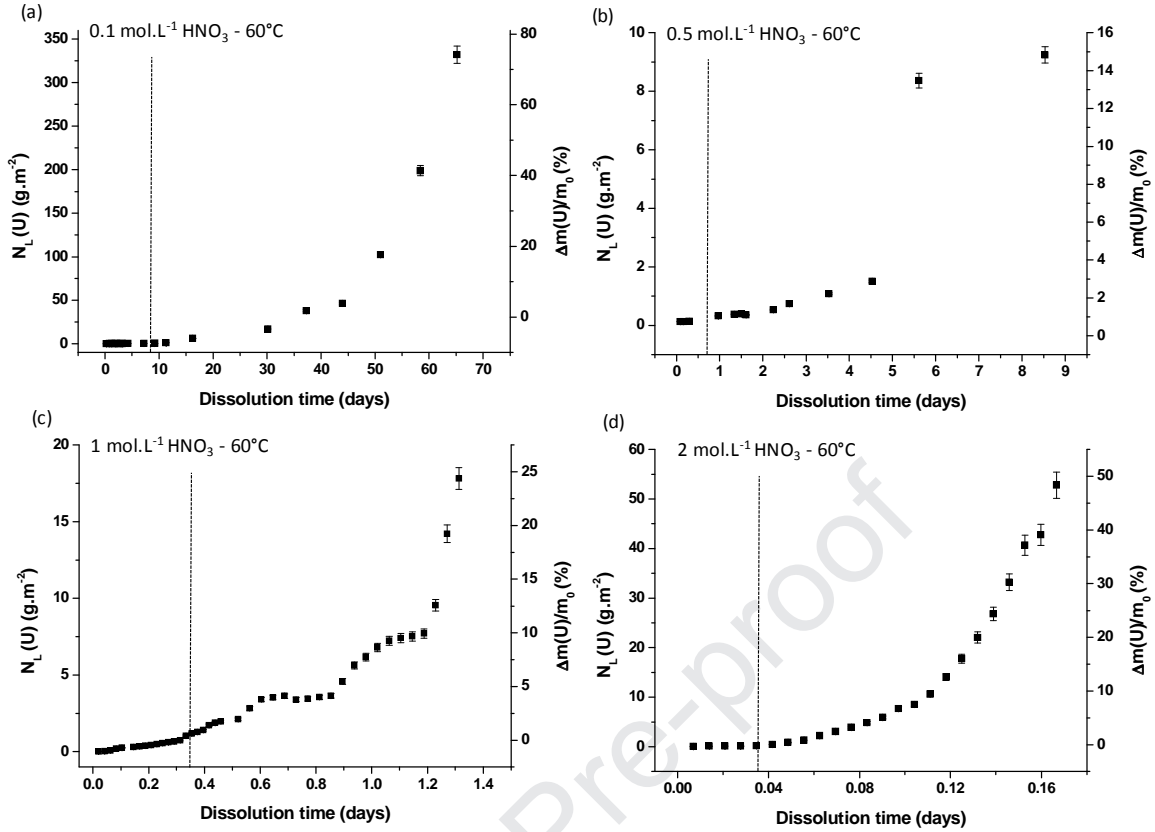 (a)
0.1 mol.L⁻¹ HNO₃ - 60°C
N_L (U) (g.m⁻²)
350
300
250
200
150
100
50
0
80
60
40
20
0
Δm(U)/m₀ (%)
0 10 20 30 40 50 60 70
Dissolution time (days)
(b)
0.5 mol.L⁻¹ HNO₃ - 60°C
N_L (U) (g.m⁻²)
10
8
6
4
2
0
16
14
12
10
8
6
4
2
0
Δm(U)/m₀ (%)
0 1 2 3 4 5 6 7 8 9
Dissolution time (days)
(c)
1 mol.L⁻¹ HNO₃ - 60°C
N_L (U) (g.m⁻²)
20
15
10
5
0
25
20
15
10
5
0
Δm(U)/m₀ (%)
0.0 0.2 0.4 0.6 0.8 1.0 1.2 1.4
Dissolution time (days)
(d)
2 mol.L⁻¹ HNO₃ - 60°C
N_L (U) (g.m⁻²)
60
50
40
30
20
10
0
50
40
30
20
10
0
Δm(U)/m₀ (%)
0.00 0.04 0.08 0.12 0.16
Dissolution time (days)
Pre-proof